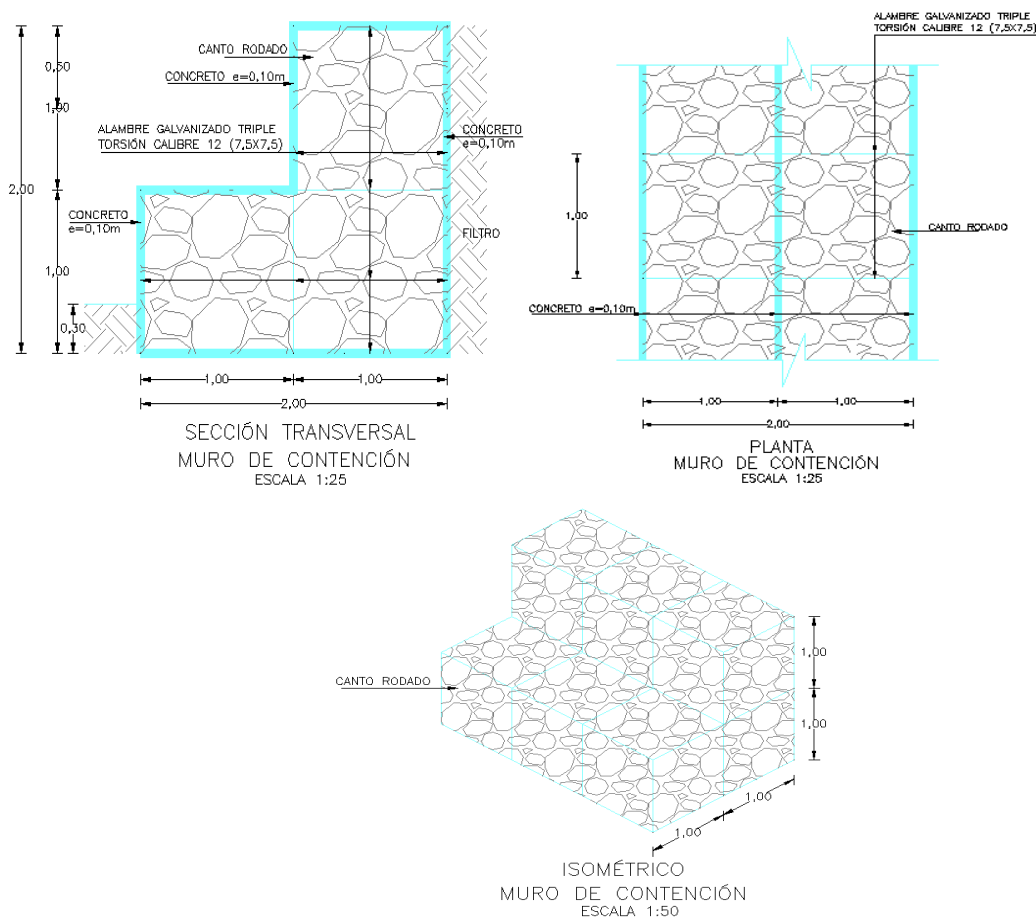 0,50
1,00
2,00
1,00
0,30
CANTO RODADO
CONCRETO e=0,10m
ALAMBRE GALVANIZADO TRIPLE
TORSIÓN CALIBRE 12 (7,5X7,5)
CONCRETO
e=0,10m
CONCRETO
e=0,10m
FILTRO
1,00
1,00
2,00
SECCIÓN TRANSVERSAL
MURO DE CONTENCIÓN
ESCALA 1:25
ALAMBRE GALVANIZADO TRIPLE
TORSIÓN CALIBRE 12 (7,5X7,5)
1,00
CANTO RODADO
CONCRETO e=0,10m
1,00
1,00
2,00
PLANTA
MURO DE CONTENCIÓN
ESCALA 1:25
CANTO RODADO
1,00
1,00
1,00
1,00
ISOMÉTRICO
MURO DE CONTENCIÓN
ESCALA 1:50